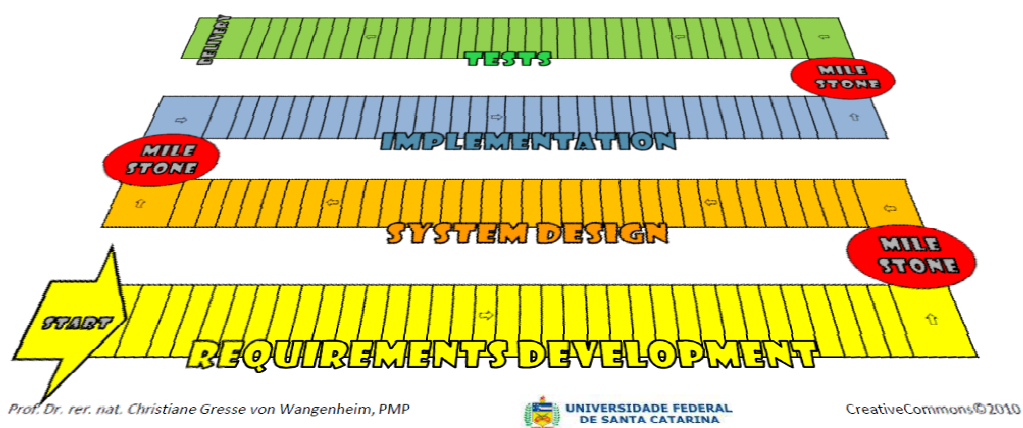 DELIVERY
TESTS
MILE
STONE
IMPLEMENTATION
MILE
STONE
SYSTEM DESIGN
MILE
STONE
START
REQUIREMENTS DEVELOPMENT
Prof. Dr. rer. nat. Christiane Gresse von Wangenheim, PMP
UNIVERSIDADE FEDERAL
DE SANTA CATARINA
CreativeCommons©2010